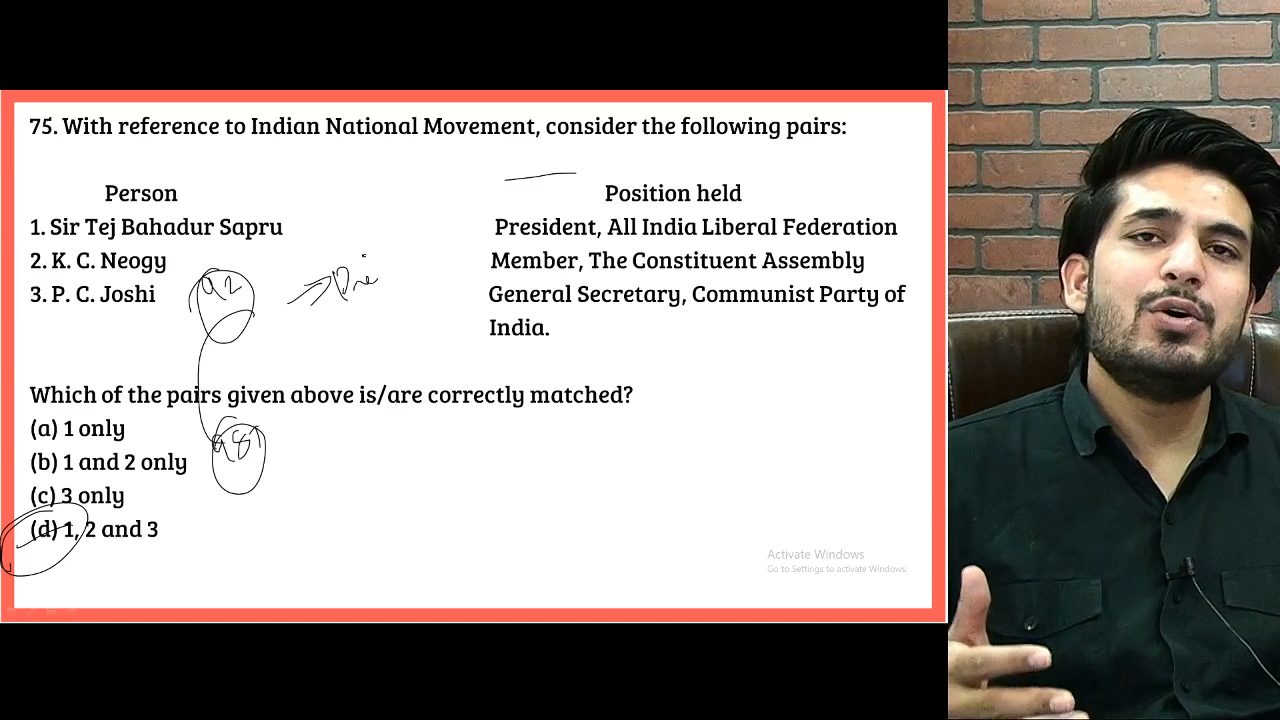 75. With reference to Indian National Movement, consider the following pairs:
Person Position held
1. Sir Tej Bahadur Sapru President, All India Liberal Federation
2. K. C. Neogy Member, The Constituent Assembly
3. P. C. Joshi General Secretary, Communist Party of
India.
92
Which of the pairs given above is/are correctly matched?
(a) 1 only
(b) 1 and 2 only
(c) 3 only
(d) 1, 2 and 3
Activate Windows
Go to Settings to activate Windows.